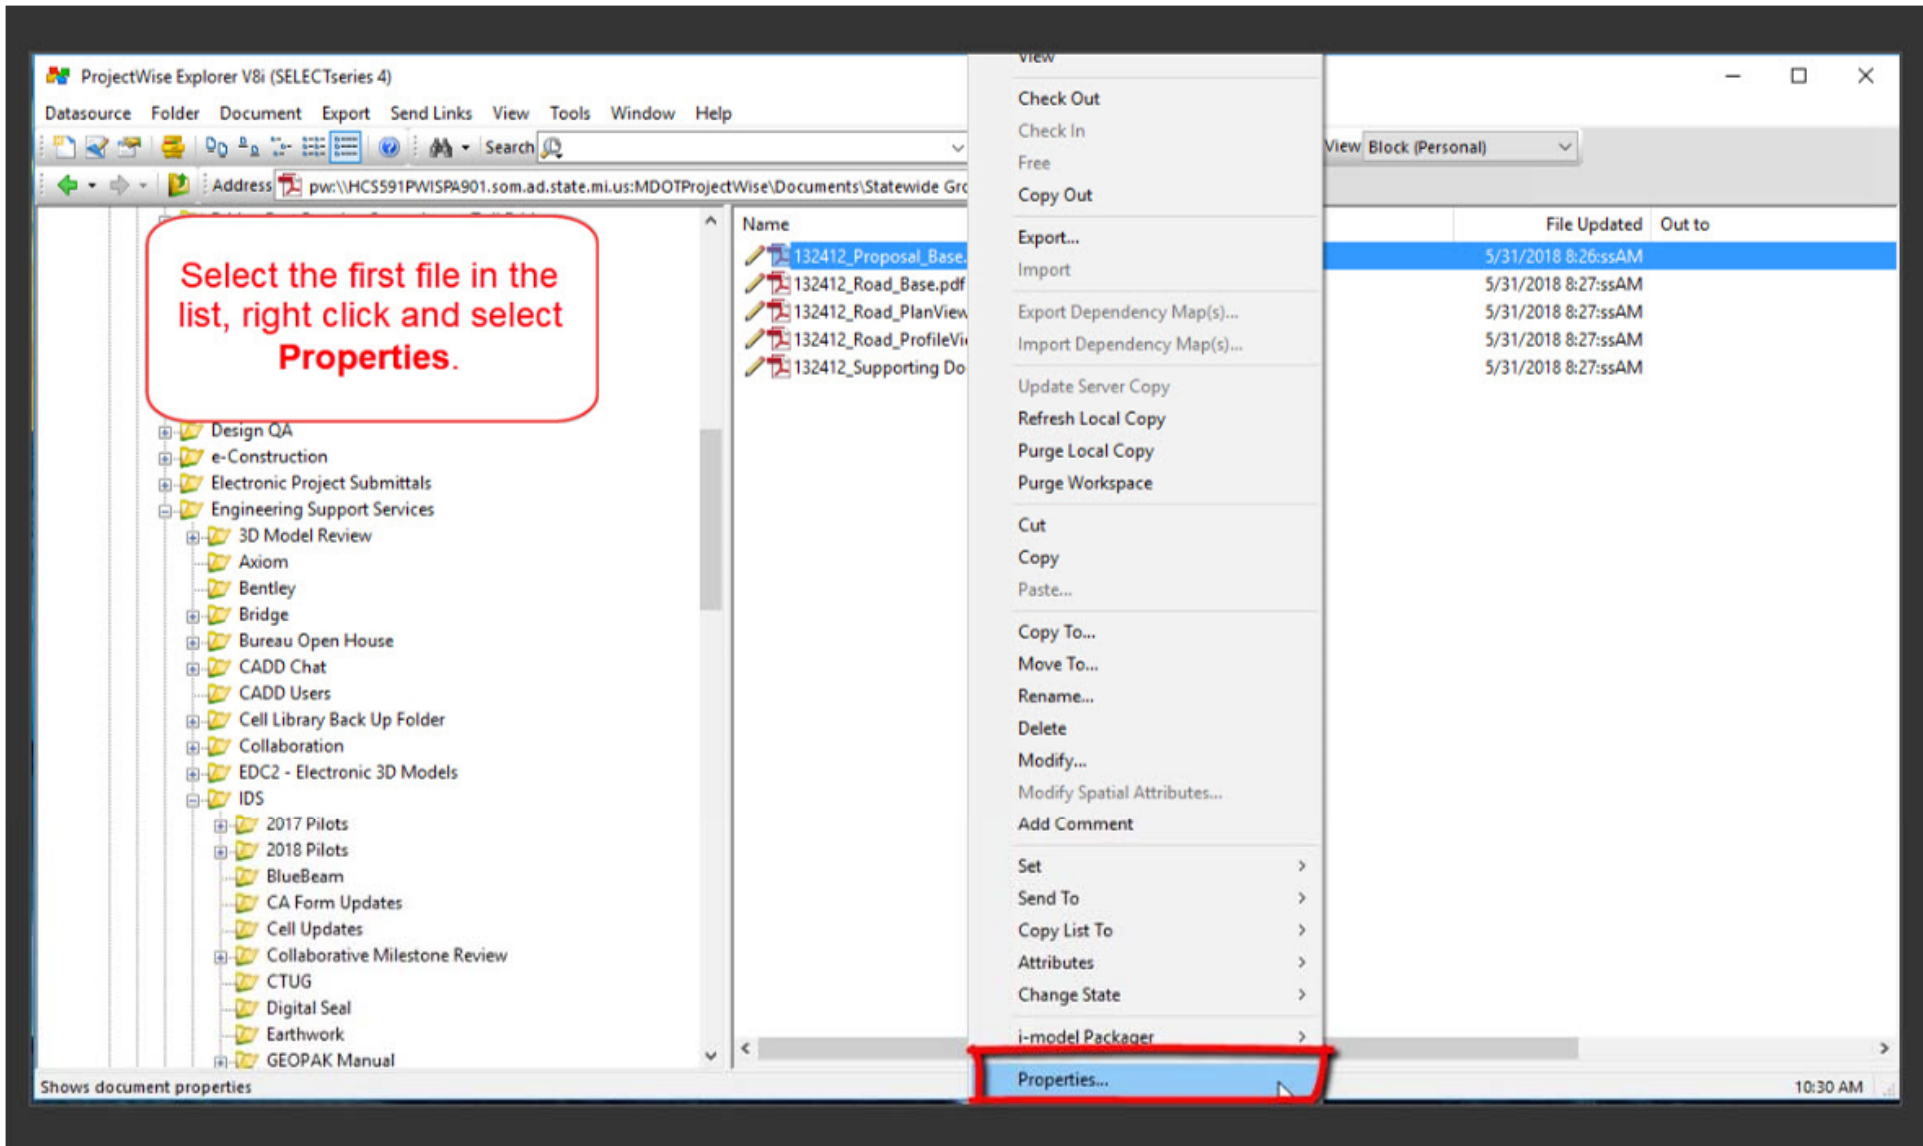 ProjectWise Explorer V8i (SELECTseries 4)
Datasource Folder Document Export Send Links View Tools Window Help
Search
View Block (Personal)
Address pw:\\HCS591PWISPA901.som.ad.state.mi.us:MDOTProjectWise\Documents\Statewide Gro
Select the first file in the
list, right click and select
Properties.
Design QA
e-Construction
Electronic Project Submittals
Engineering Support Services
3D Model Review
Axiom
Bentley
Bridge
Bureau Open House
CADD Chat
CADD Users
Cell Library Back Up Folder
Collaboration
EDC2 - Electronic 3D Models
IDS
2017 Pilots
2018 Pilots
BlueBeam
CA Form Updates
Cell Updates
Collaborative Milestone Review
CTUG
Digital Seal
Earthwork
GEOPAK Manual
Name File Updated Out to
132412_Proposal_Base. 5/31/2018 8:26:ssAM
132412_Road_Base.pdf 5/31/2018 8:27:ssAM
132412_Road_PlanView 5/31/2018 8:27:ssAM
132412_Road_ProfileVi 5/31/2018 8:27:ssAM
132412_Supporting Do 5/31/2018 8:27:ssAM
View
Check Out
Check In
Free
Copy Out
Export...
Import
Export Dependency Map(s)...
Import Dependency Map(s)...
Update Server Copy
Refresh Local Copy
Purge Local Copy
Purge Workspace
Cut
Copy
Paste...
Copy To...
Move To...
Rename...
Delete
Modify...
Modify Spatial Attributes...
Add Comment
Set
Send To
Copy List To
Attributes
Change State
i-model Packager
Properties...
Shows document properties
10:30 AM